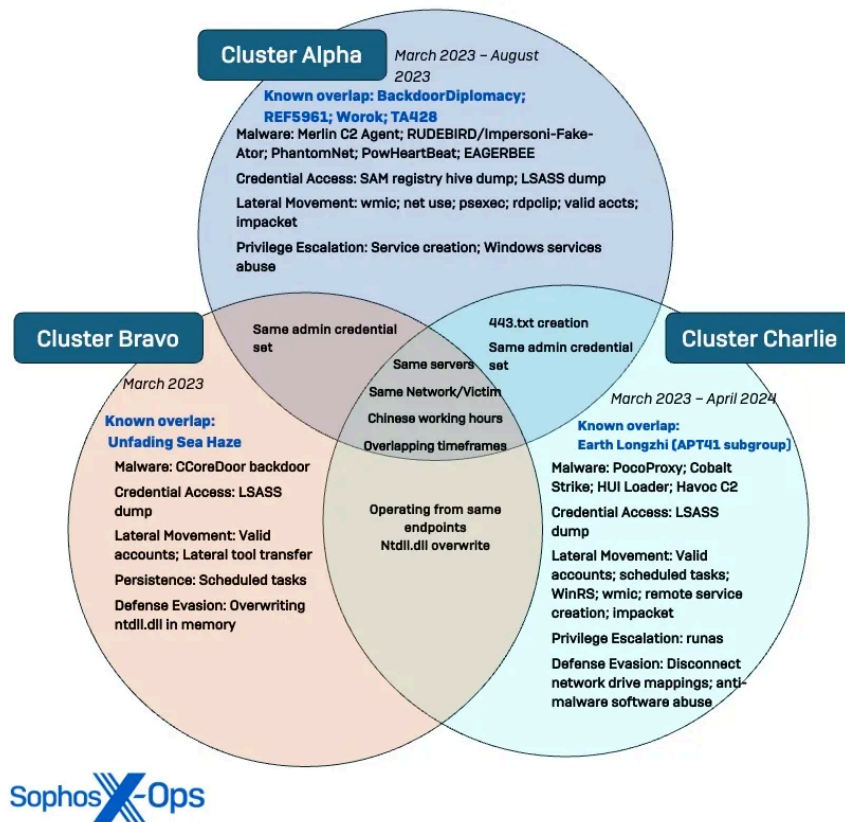 Cluster Alpha
March 2023 – August
2023
Known overlap: BackdoorDiplomacy;
REF5961; Worok; TA428
Malware: Merlin C2 Agent; RUDEBIRD/Impersoni-Fake-
Ator; PhantomNet; PowHeartBeat; EAGERBEE
Credential Access: SAM registry hive dump; LSASS dump
Lateral Movement: wmic; net use; psexec; rdpclip; valid accts;
impacket
Privilege Escalation: Service creation; Windows services
abuse
Cluster Bravo
March 2023
Known overlap:
Unfading Sea Haze
Malware: CCoreDoor backdoor
Credential Access: LSASS
dump
Lateral Movement: Valid
accounts; Lateral tool transfer
Persistence: Scheduled tasks
Defense Evasion: Overwriting
ntdll.dll in memory
Same admin credential
set
443.txt creation
Same admin credential
set
Same servers
Same Network/Victim
Chinese working hours
Overlapping timeframes
Operating from same
endpoints
Ntdll.dll overwrite
Cluster Charlie
March 2023 – April 2024
Known overlap:
Earth Longzhi (APT41 subgroup)
Malware: PocoProxy; Cobalt
Strike; HUI Loader; Havoc C2
Credential Access: LSASS
dump
Lateral Movement: Valid
accounts; scheduled tasks;
WinRS; wmic; remote service
creation; impacket
Privilege Escalation: runas
Defense Evasion: Disconnect
network drive mappings; anti-
malware software abuse
Sophos X-Ops